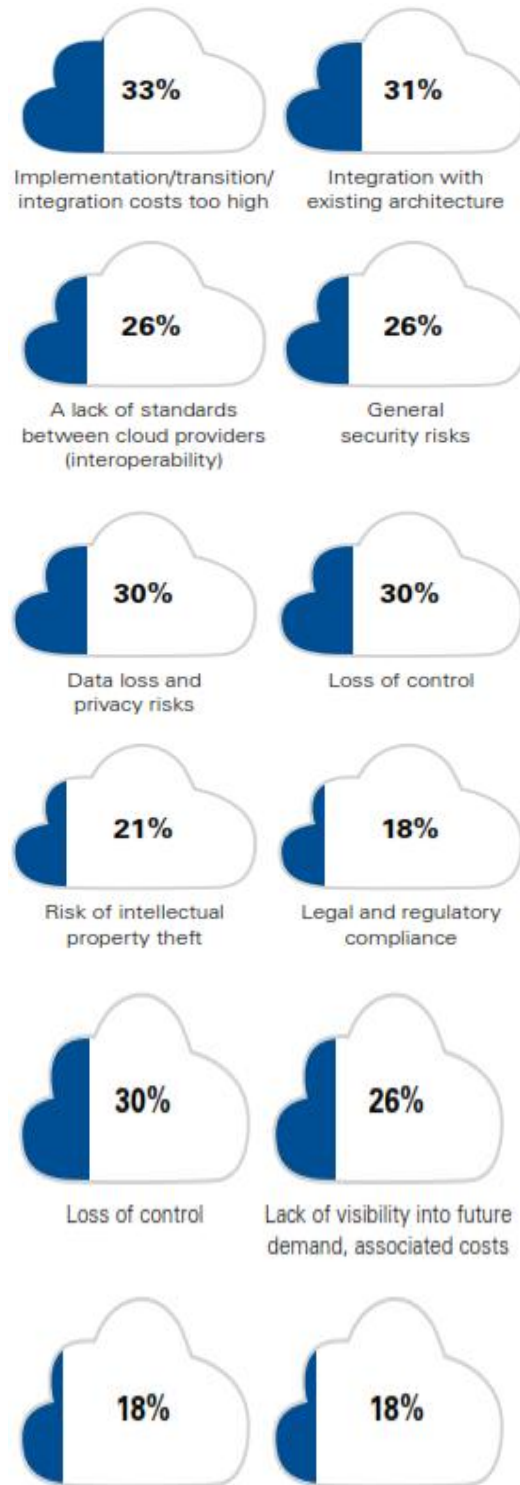 33% 31%
Implementation/transition/ Integration with
integration costs too high existing architecture
26% 26%
A lack of standards General
between cloud providers security risks
(interoperability)
30% 30%
Data loss and Loss of control
privacy risks
21% 18%
Risk of intellectual Legal and regulatory
property theft compliance
30% 26%
Loss of control Lack of visibility into future
demand, associated costs
18% 18%